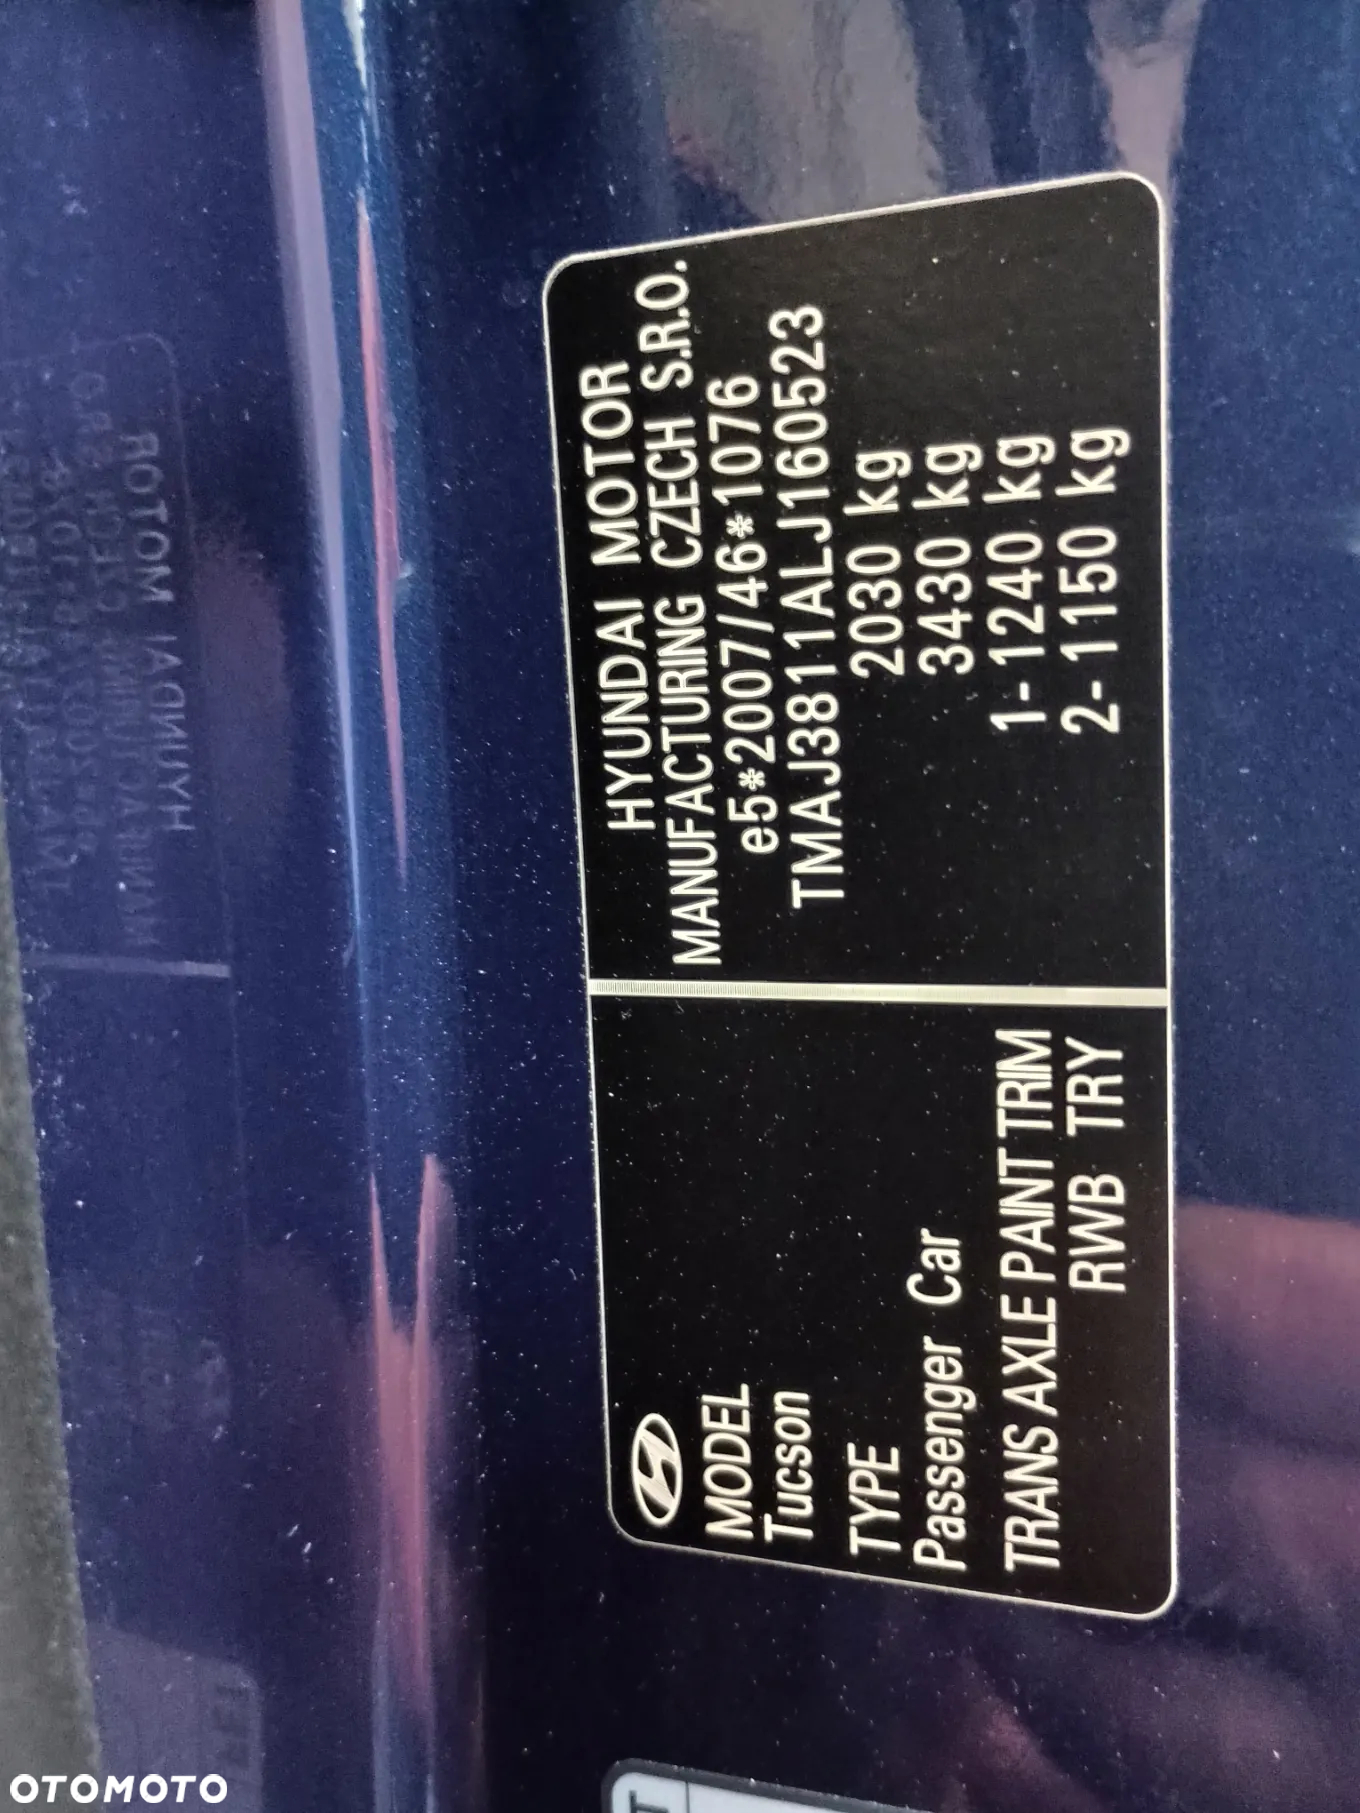 HYUNDAI MOTOR
MANUFACTURING CZECH S.R.O.
e5*2007/46*1076
TMAJ3811ALJ160523
2030 kg
3430 kg
1- 1240 kg
2- 1150 kg
MODEL
Tucson
TYPE
Passenger Car
TRANS AXLE PAINT TRIM
RWB TRY
OTOMOTO